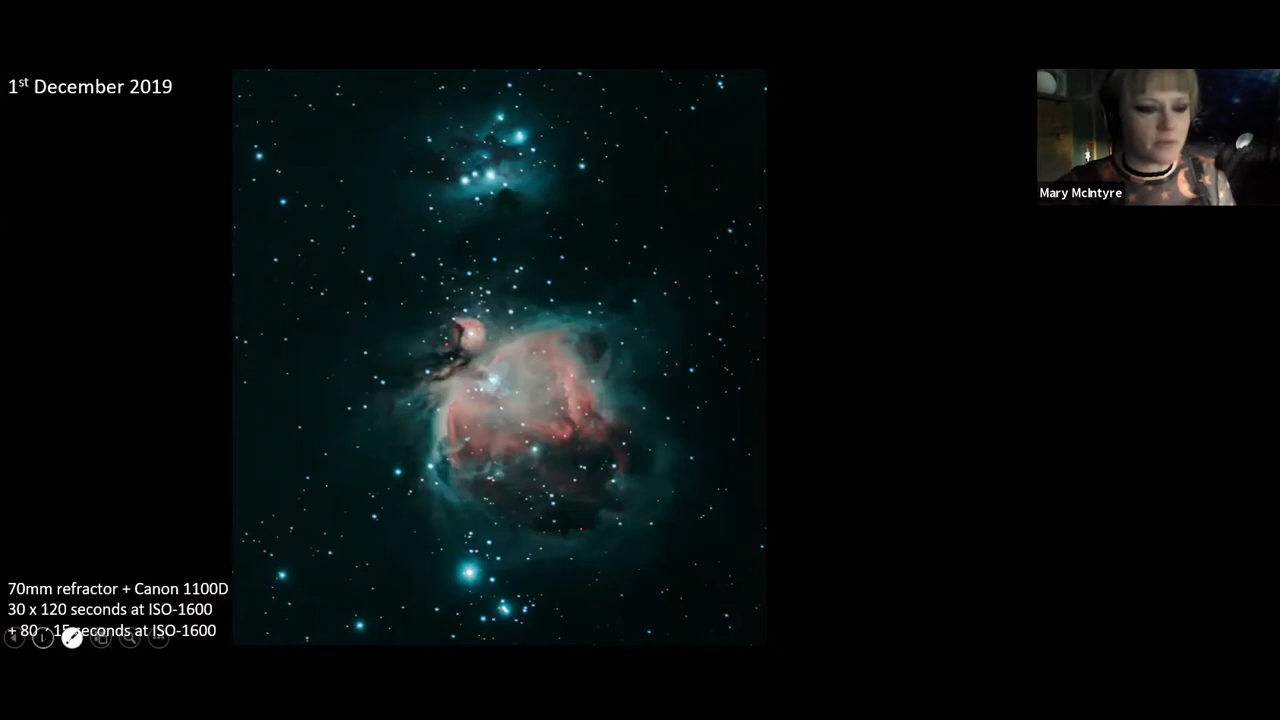 1st December 2019
Mary McIntyre
70mm refractor + Canon 1100D
30 x 120 seconds at ISO-1600
+ 80 x 15 seconds at ISO-1600